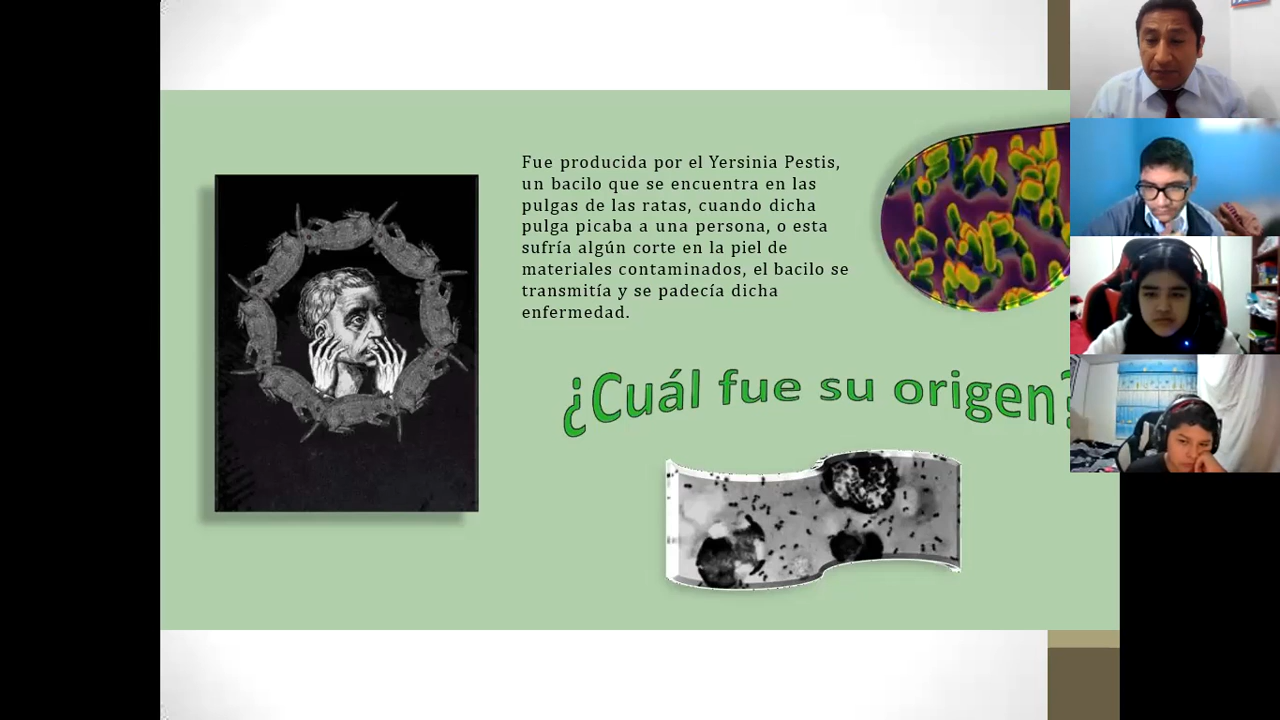 Fue producida por el Yersinia Pestis,
un bacilo que se encuentra en las
pulgas de las ratas, cuando dicha
pulga picaba a una persona, o esta
sufría algún corte en la piel de
materiales contaminados, el bacilo se
transmitía y se padecía dicha
enfermedad.
¿Cuál fue su origen?